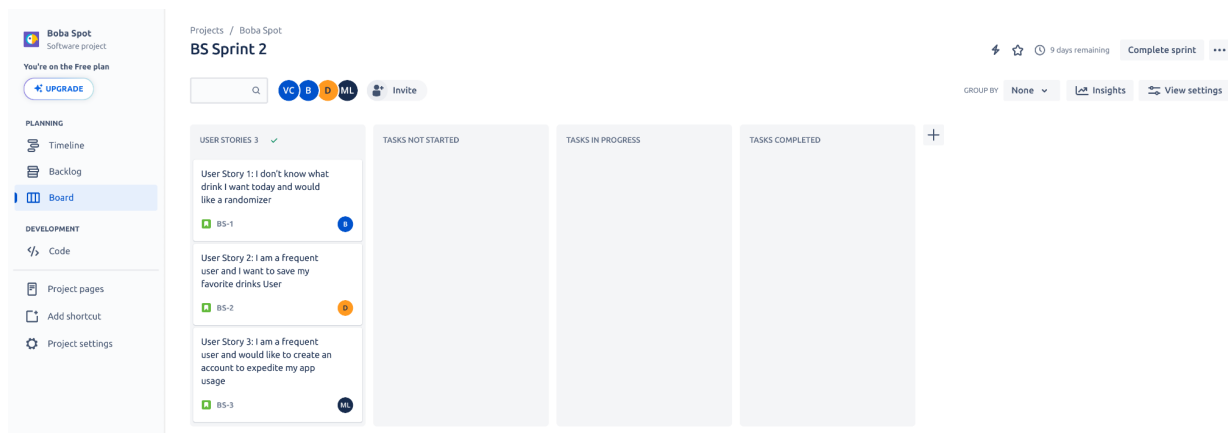 Boba Spot
Software project
You're on the Free plan
UPGRADE
PLANNING
Timeline
Backlog
Board
DEVELOPMENT
Code
Project pages
Add shortcut
Project settings
Projects / Boba Spot
BS Sprint 2
9 days remaining
Complete sprint
VC B D ML Invite
GROUP BY None Insights View settings
USER STORIES 3
User Story 1: I don't know what
drink I want today and would
like a randomizer
BS-1 B
User Story 2: I am a frequent
user and I want to save my
favorite drinks User
BS-2 D
User Story 3: I am a frequent
user and would like to create an
account to expedite my app
usage
BS-3 ML
TASKS NOT STARTED
TASKS IN PROGRESS
TASKS COMPLETED